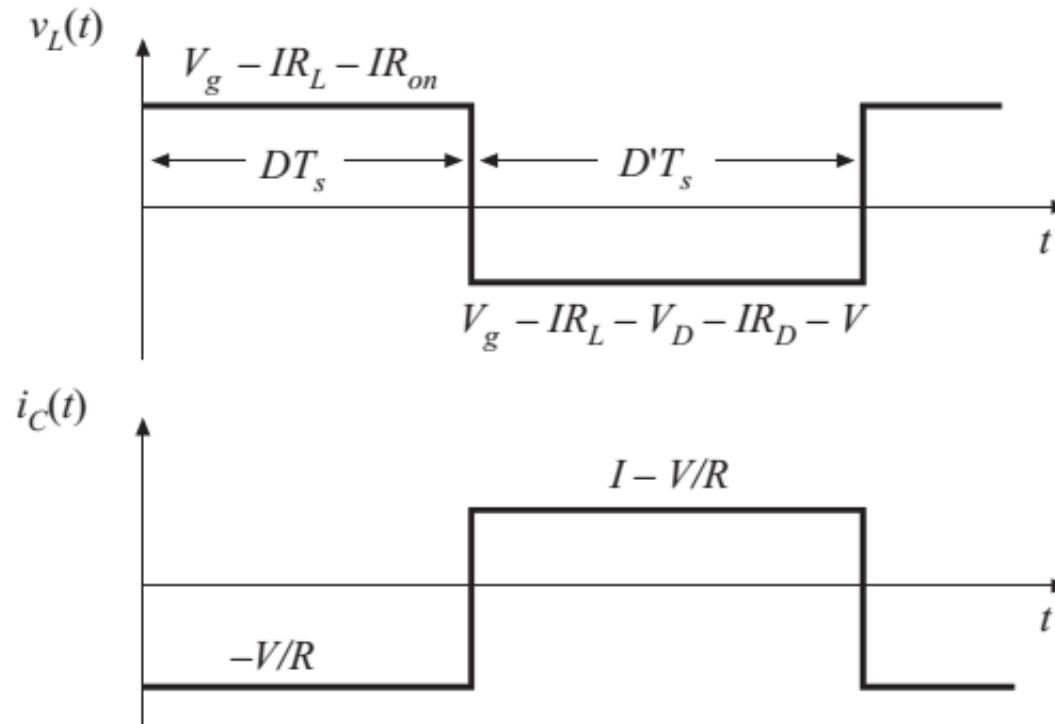 v_L(t)
V_g – IR_L – IR_on
DT_s
D'T_s
t
V_g – IR_L – V_D – IR_D – V
i_C(t)
I – V/R
t
–V/R